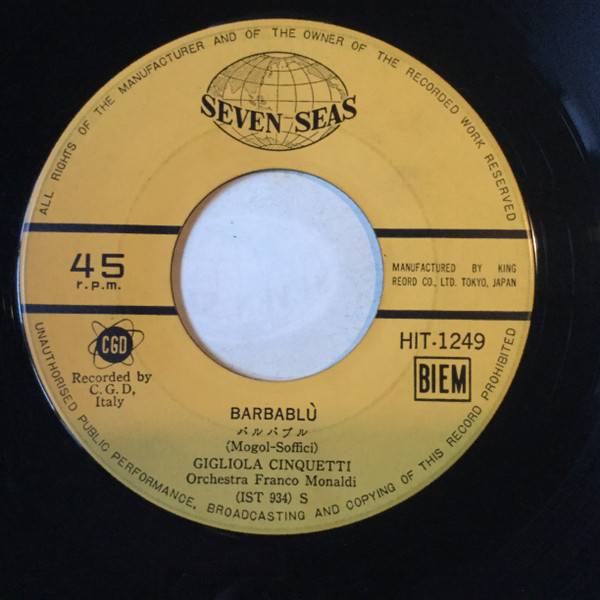 ALL RIGHTS OF THE MANUFACTURER AND OF THE OWNER OF THE RECORDED WORK RESERVED
SEVEN SEAS
45
r.p.m.
MANUFACTURED BY KING
REORD CO., LTD. TOKYO, JAPAN
CGD
Recorded by
C.G.D,
Italy
HIT-1249
BIEM
BARBABLÙ
バルバブル
(Mogol-Soffici)
GIGLIOLA CINQUETTI
Orchestra Franco Monaldi
(IST 934) S
UNAUTHORISED PUBLIC PERFORMANCE, BROADCASTING AND COPYING OF THIS RECORD PROHIBITED